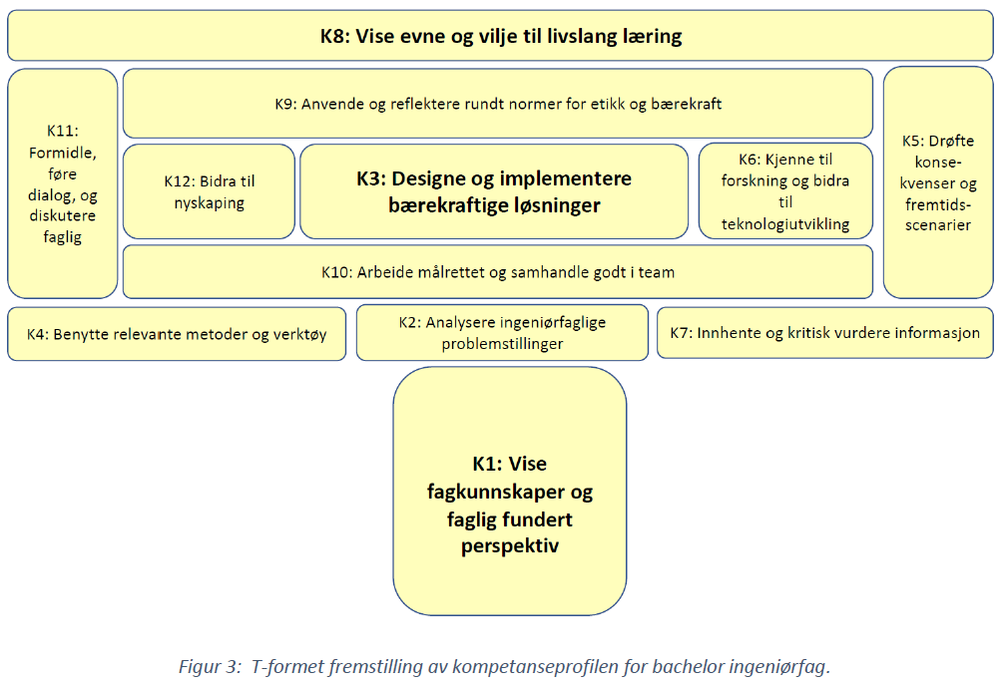 K8: Vise evne og vilje til livslang læring
K11:
Formidle,
føre
dialog, og
diskutere
faglig
K9: Anvende og reflektere rundt normer for etikk og bærekraft
K12: Bidra til
nyskaping
K3: Designe og implementere
bærekraftige løsninger
K6: Kjenne til
forskning og bidra
til
teknologiutvikling
K5: Drøfte
konse-
kvenser og
fremtids-
scenarier
K10: Arbeide målrettet og samhandle godt i team
K4: Benytte relevante metoder og verktøy
K2: Analysere ingeniørfaglige
problemstillinger
K7: Innhente og kritisk vurdere informasjon
K1: Vise
fagkunnskaper og
faglig fundert
perspektiv
Figur 3: T-formet fremstilling av kompetanseprofilen for bachelor ingeniørfag.